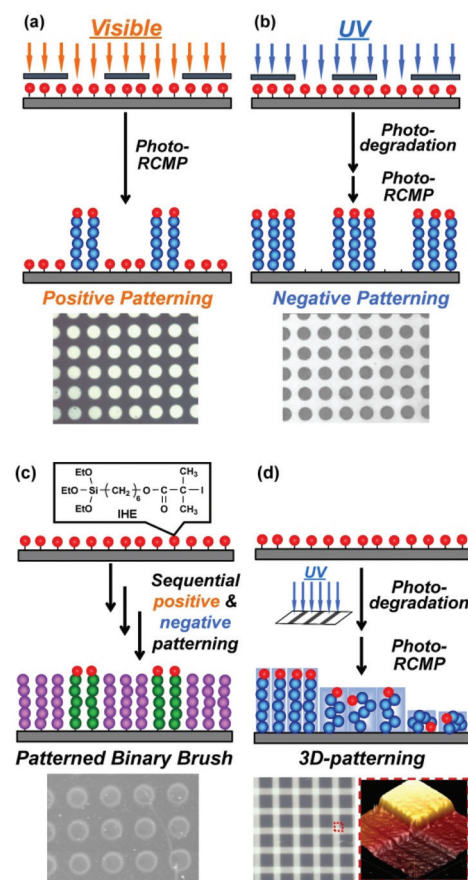 (a)
Visible
Photo-
RCMP
Positive Patterning
(b)
UV
Photo-
degradation
Photo-
RCMP
Negative Patterning
(c)
EtO
EtO-Si-(CH2)6-O-C-C-I
EtO
O
CH3
CH3
IHE
Sequential
positive &
negative
patterning
Patterned Binary Brush
(d)
UV
Photo-
degradation
Photo-
RCMP
3D-patterning